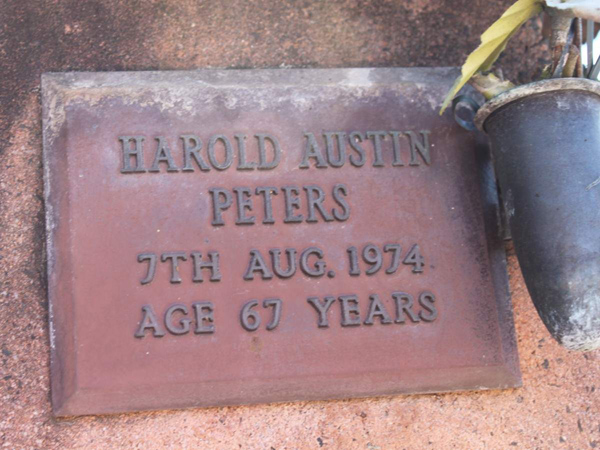 HAROLD AUSTIN
PETERS
7TH AUG. 1974
AGE 67 YEARS